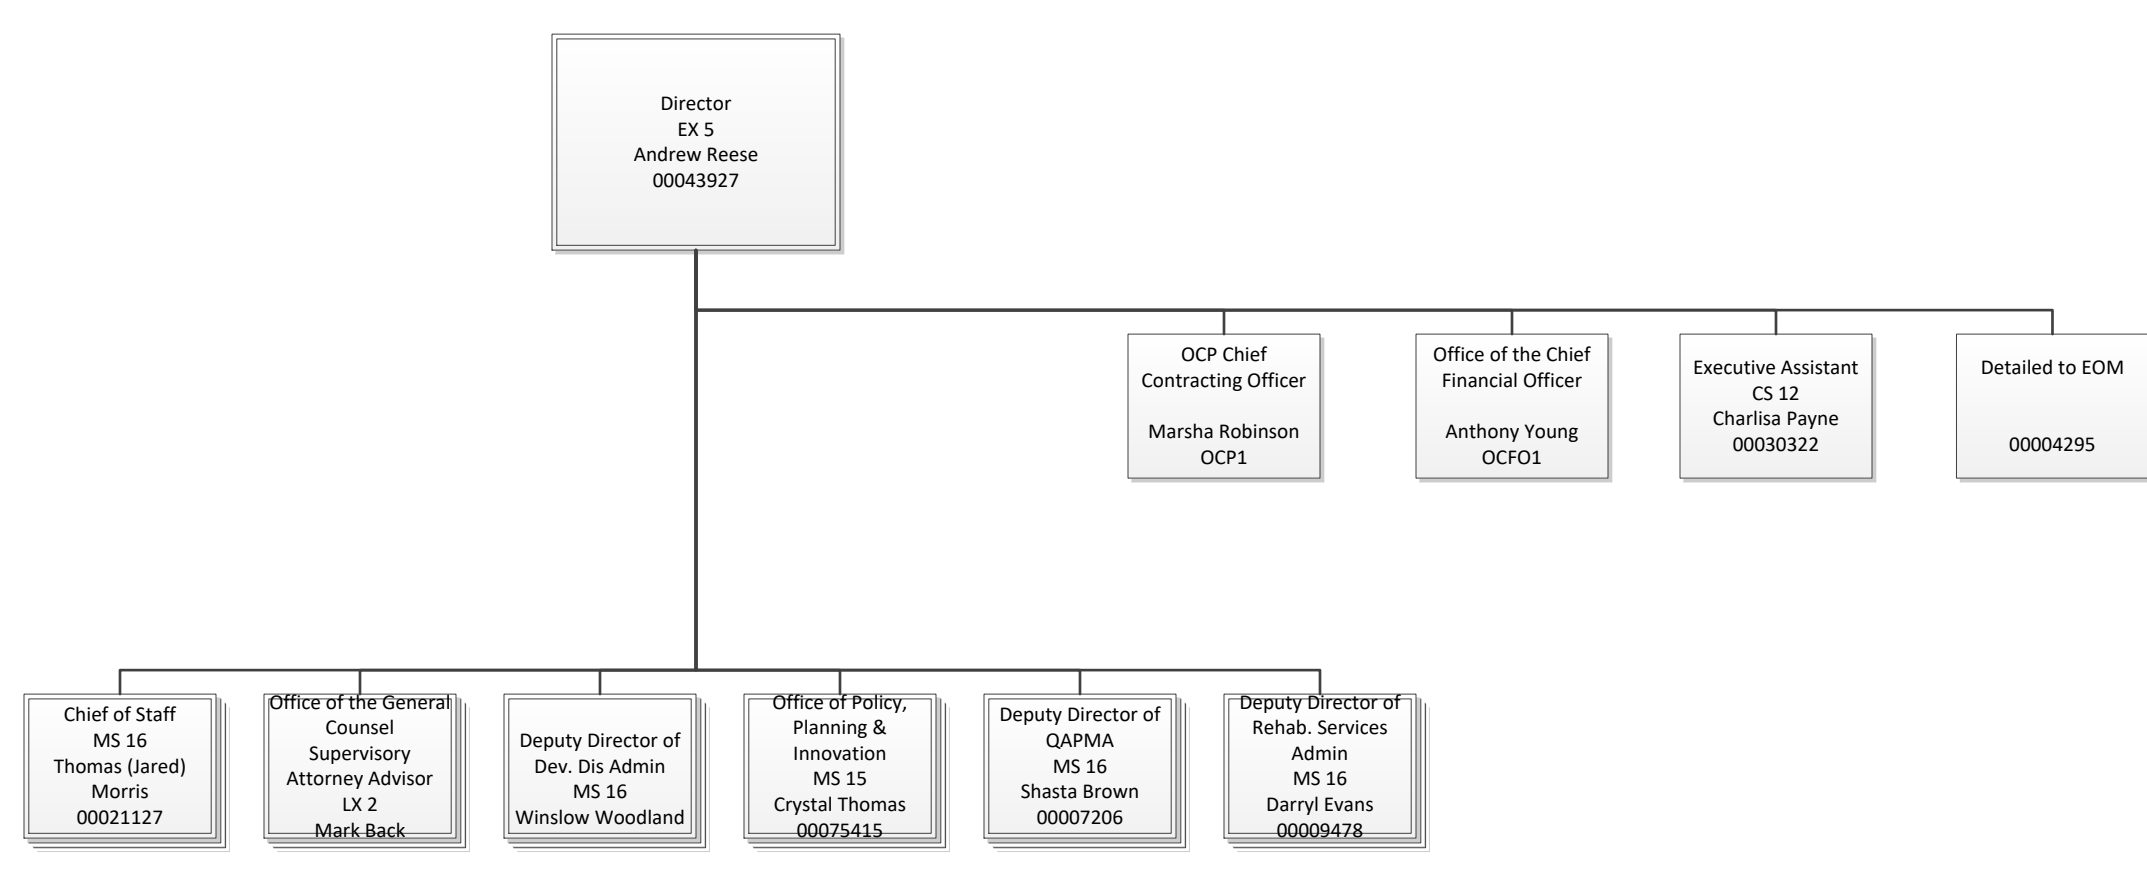 Director
EX 5
Andrew Reese
00043927
OCP Chief
Contracting Officer
Marsha Robinson
OCP1
Office of the Chief
Financial Officer
Anthony Young
OCFO1
Executive Assistant
CS 12
Charlisa Payne
00030322
Detailed to EOM
00004295
Chief of Staff
MS 16
Thomas (Jared)
Morris
00021127
Office of the General
Counsel
Supervisory
Attorney Advisor
LX 2
Mark Back
Deputy Director of
Dev. Dis Admin
MS 16
Winslow Woodland
Office of Policy,
Planning &
Innovation
MS 15
Crystal Thomas
00075415
Deputy Director of
QAPMA
MS 16
Shasta Brown
00007206
Deputy Director of
Rehab. Services
Admin
MS 16
Darryl Evans
00009478